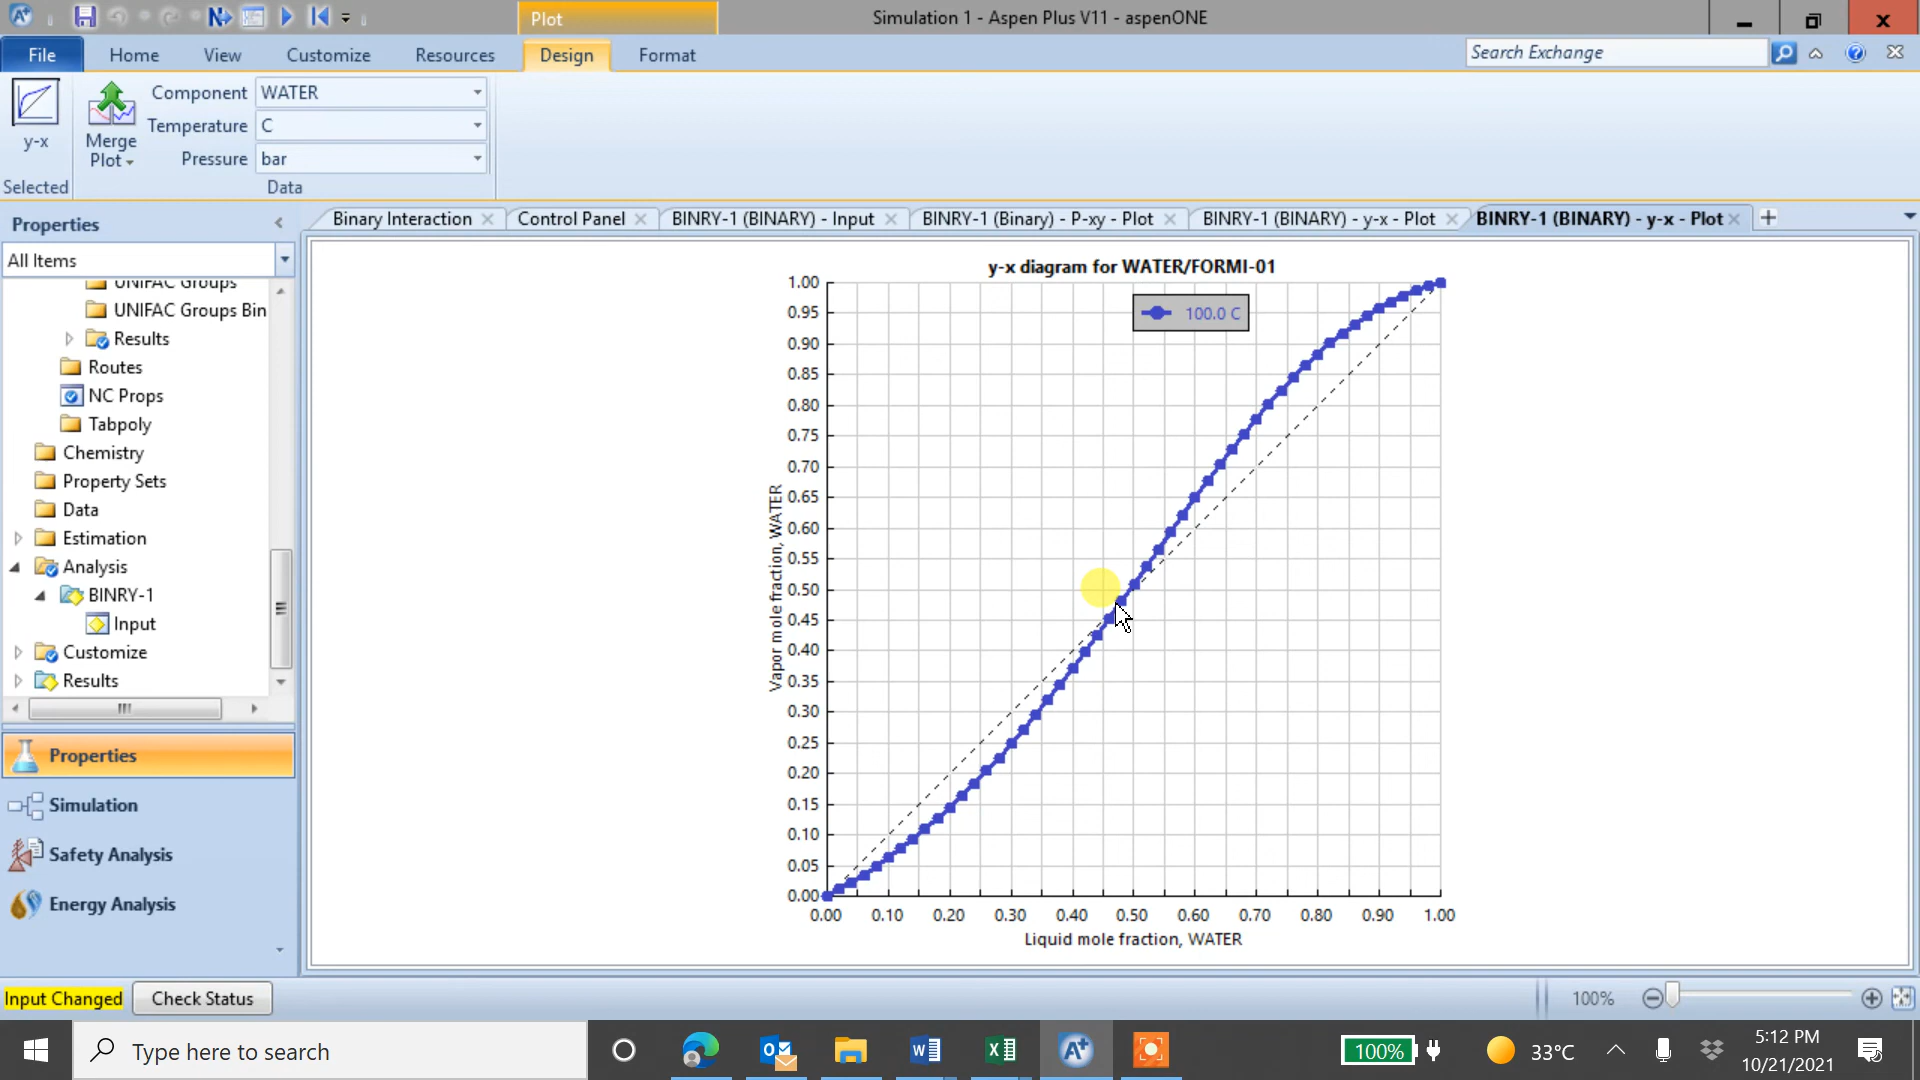 Plot
Simulation 1 - Aspen Plus V11 - aspenONE
File
Home
View
Customize
Resources
Design
Format
Search Exchange
y-x
Selected
Merge
Plot
Component WATER
Temperature C
Pressure bar
Data
Properties
All Items
UNIFAC Groups
UNIFAC Groups Bin
Results
Routes
NC Props
Tabpoly
Chemistry
Property Sets
Data
Estimation
Analysis
BINRY-1
Input
Customize
Results
Properties
Simulation
Safety Analysis
Energy Analysis
Binary Interaction
Control Panel
BINRY-1 (BINARY) - Input
BINRY-1 (Binary) - P-xy - Plot
BINRY-1 (BINARY) - y-x - Plot
BINRY-1 (BINARY) - y-x - Plot
y-x diagram for WATER/FORMI-01
100.0 C
Vapor mole fraction, WATER
1.00
0.95
0.90
0.85
0.80
0.75
0.70
0.65
0.60
0.55
0.50
0.45
0.40
0.35
0.30
0.25
0.20
0.15
0.10
0.05
0.00
0.00 0.10 0.20 0.30 0.40 0.50 0.60 0.70 0.80 0.90 1.00
Liquid mole fraction, WATER
Input Changed
Check Status
100%
Type here to search
100%
33°C
5:12 PM
10/21/2021